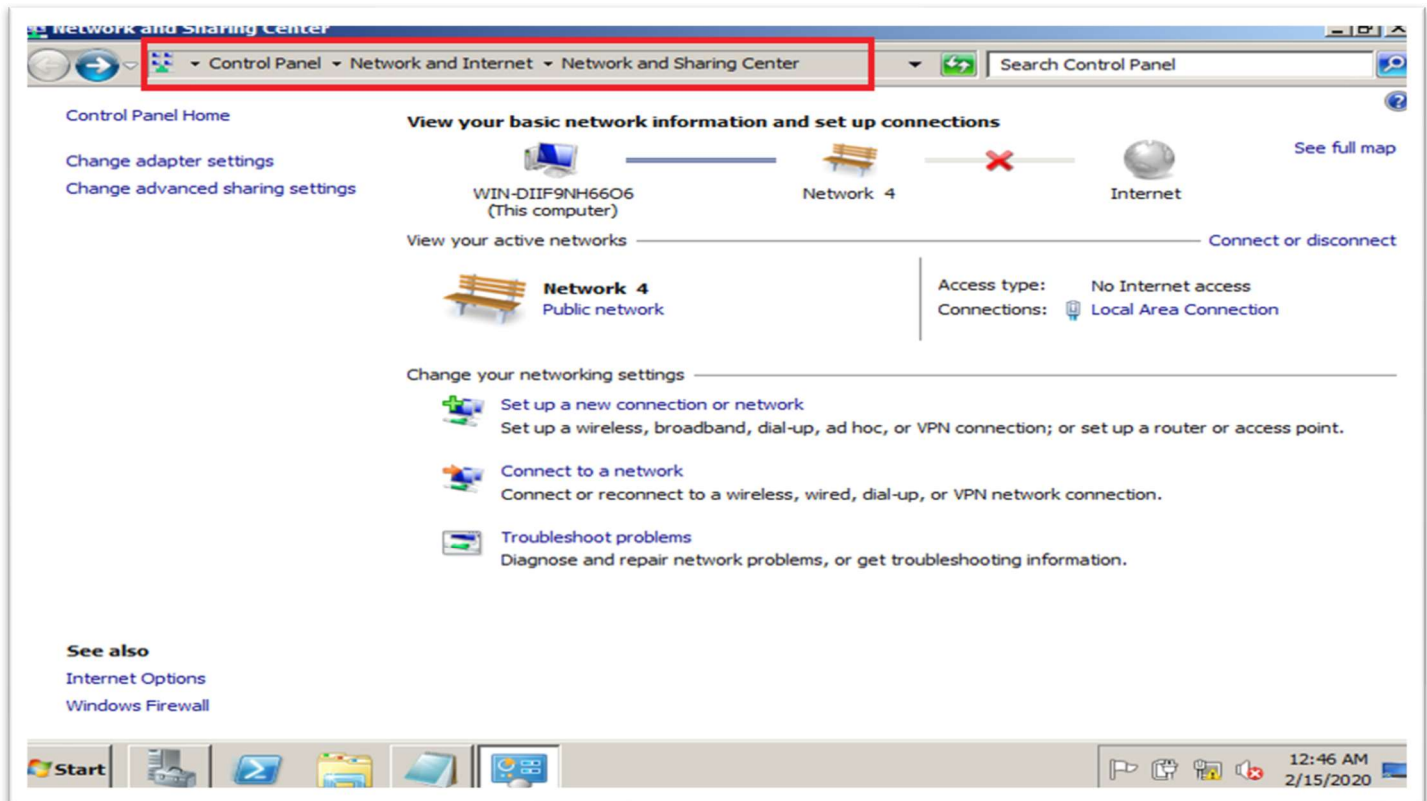 Network and Sharing Center
Control Panel Network and Internet Network and Sharing Center
Search Control Panel
Control Panel Home
Change adapter settings
Change advanced sharing settings
View your basic network information and set up connections
See full map
WIN-DIIF9NH66O6
(This computer)
Network 4
Internet
View your active networks
Connect or disconnect
Network 4
Public network
Access type: No Internet access
Connections: Local Area Connection
Change your networking settings
Set up a new connection or network
Set up a wireless, broadband, dial-up, ad hoc, or VPN connection; or set up a router or access point.
Connect to a network
Connect or reconnect to a wireless, wired, dial-up, or VPN network connection.
Troubleshoot problems
Diagnose and repair network problems, or get troubleshooting information.
See also
Internet Options
Windows Firewall
Start
12:46 AM
2/15/2020